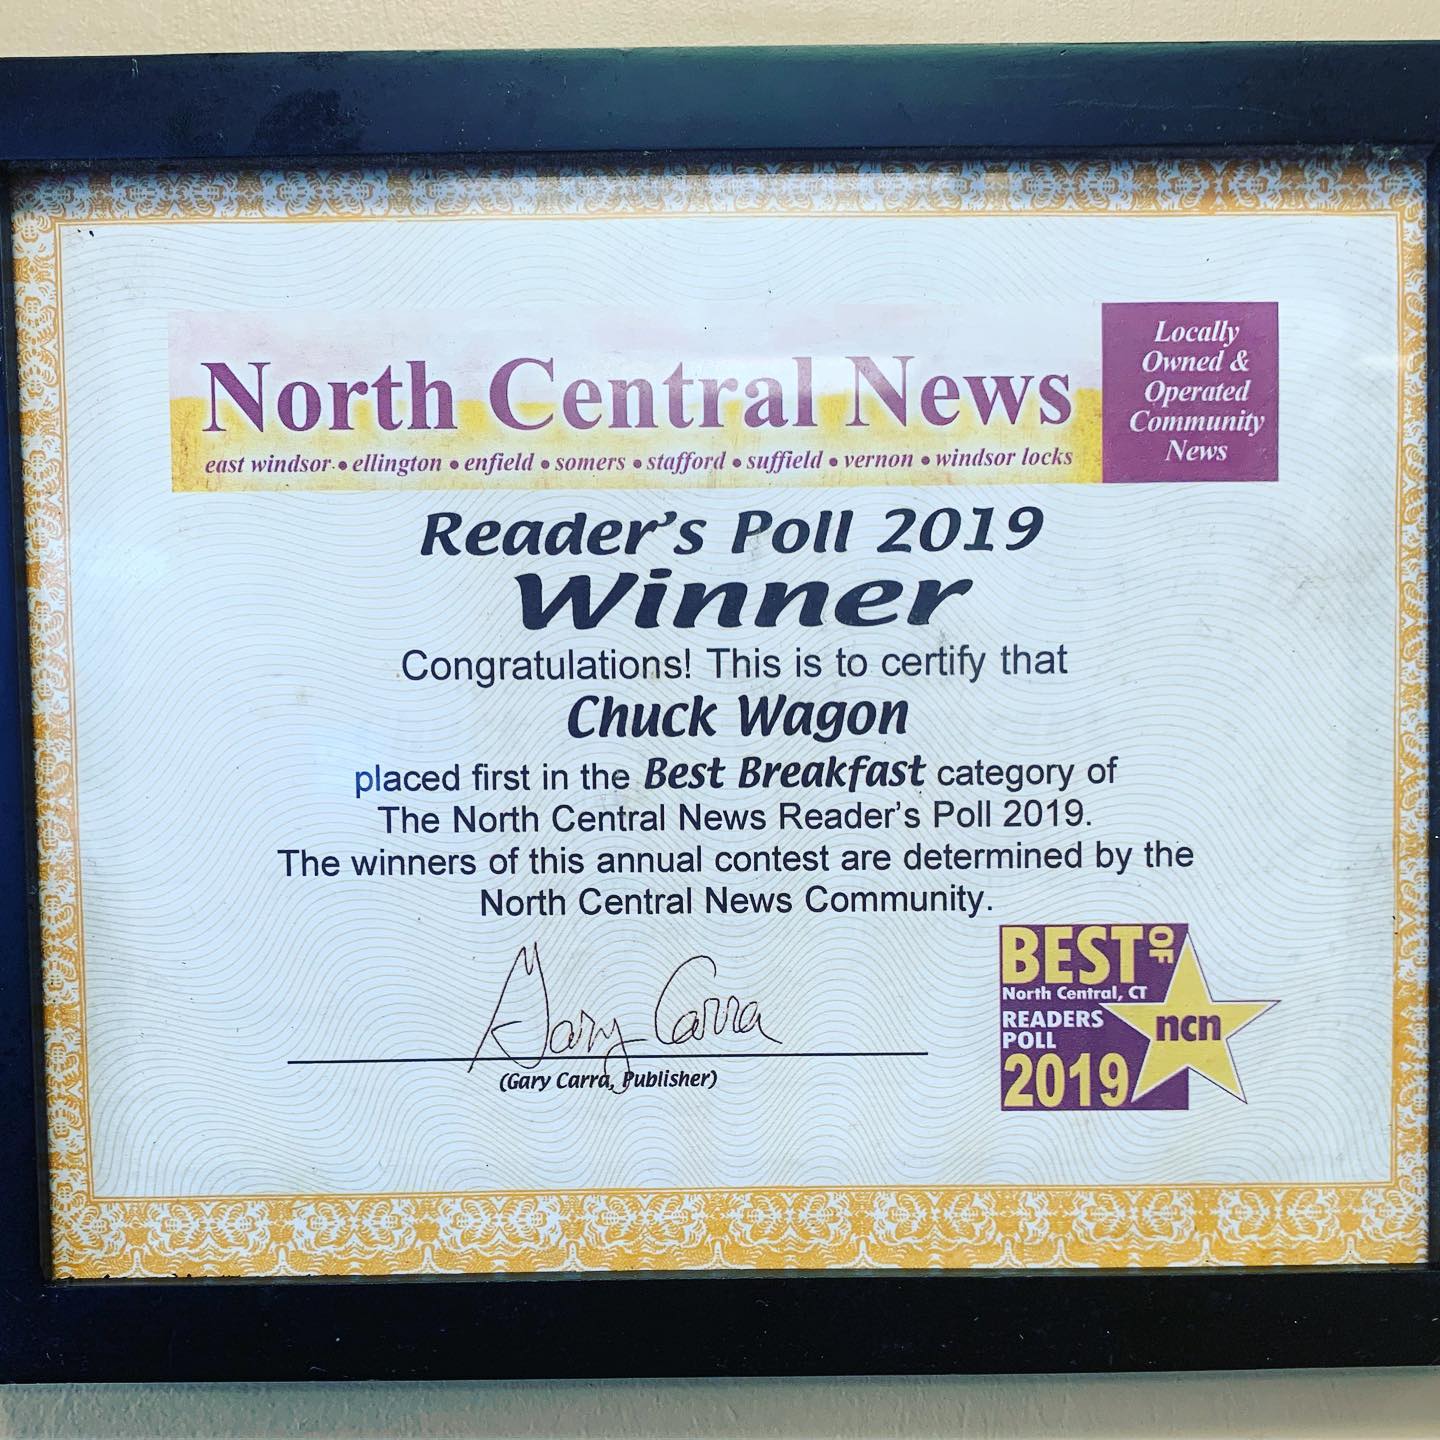 North Central News
east windsor • ellington • enfield • somers • stafford • suffield • vernon • windsor locks
Locally
Owned &
Operated
Community
News
Reader's Poll 2019
Winner
Congratulations! This is to certify that
Chuck Wagon
placed first in the Best Breakfast category of
The North Central News Reader's Poll 2019.
The winners of this annual contest are determined by the
North Central News Community.
Gary Carra
(Gary Carra, Publisher)
BEST OF
North Central, CT
READERS
POLL
2019
ncn